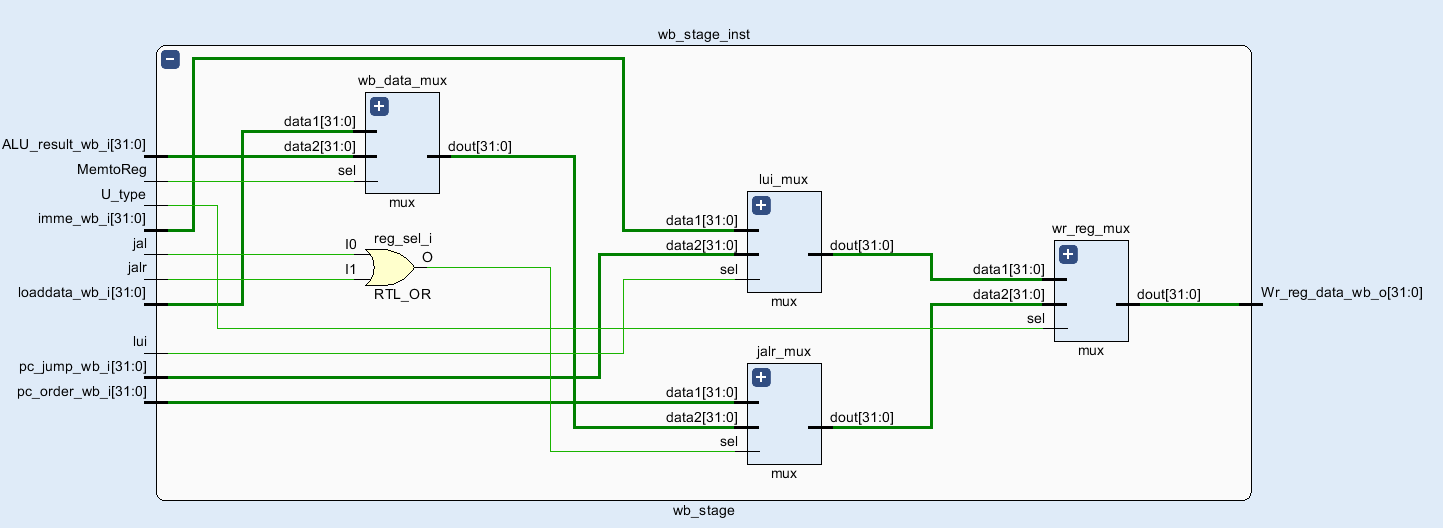 wb_stage_inst
wb_data_mux
data1[31:0]
data2[31:0]
sel
dout[31:0]
mux
ALU_result_wb_i[31:0]
MemtoReg
U_type
imme_wb_i[31:0]
jal
jalr
loaddata_wb_i[31:0]
lui
pc_jump_wb_i[31:0]
pc_order_wb_i[31:0]
reg_sel_i
I0
I1
O
RTL_OR
lui_mux
data1[31:0]
data2[31:0]
sel
dout[31:0]
mux
jalr_mux
data1[31:0]
data2[31:0]
sel
dout[31:0]
mux
wr_reg_mux
data1[31:0]
data2[31:0]
sel
dout[31:0]
mux
Wr_reg_data_wb_o[31:0]
wb_stage